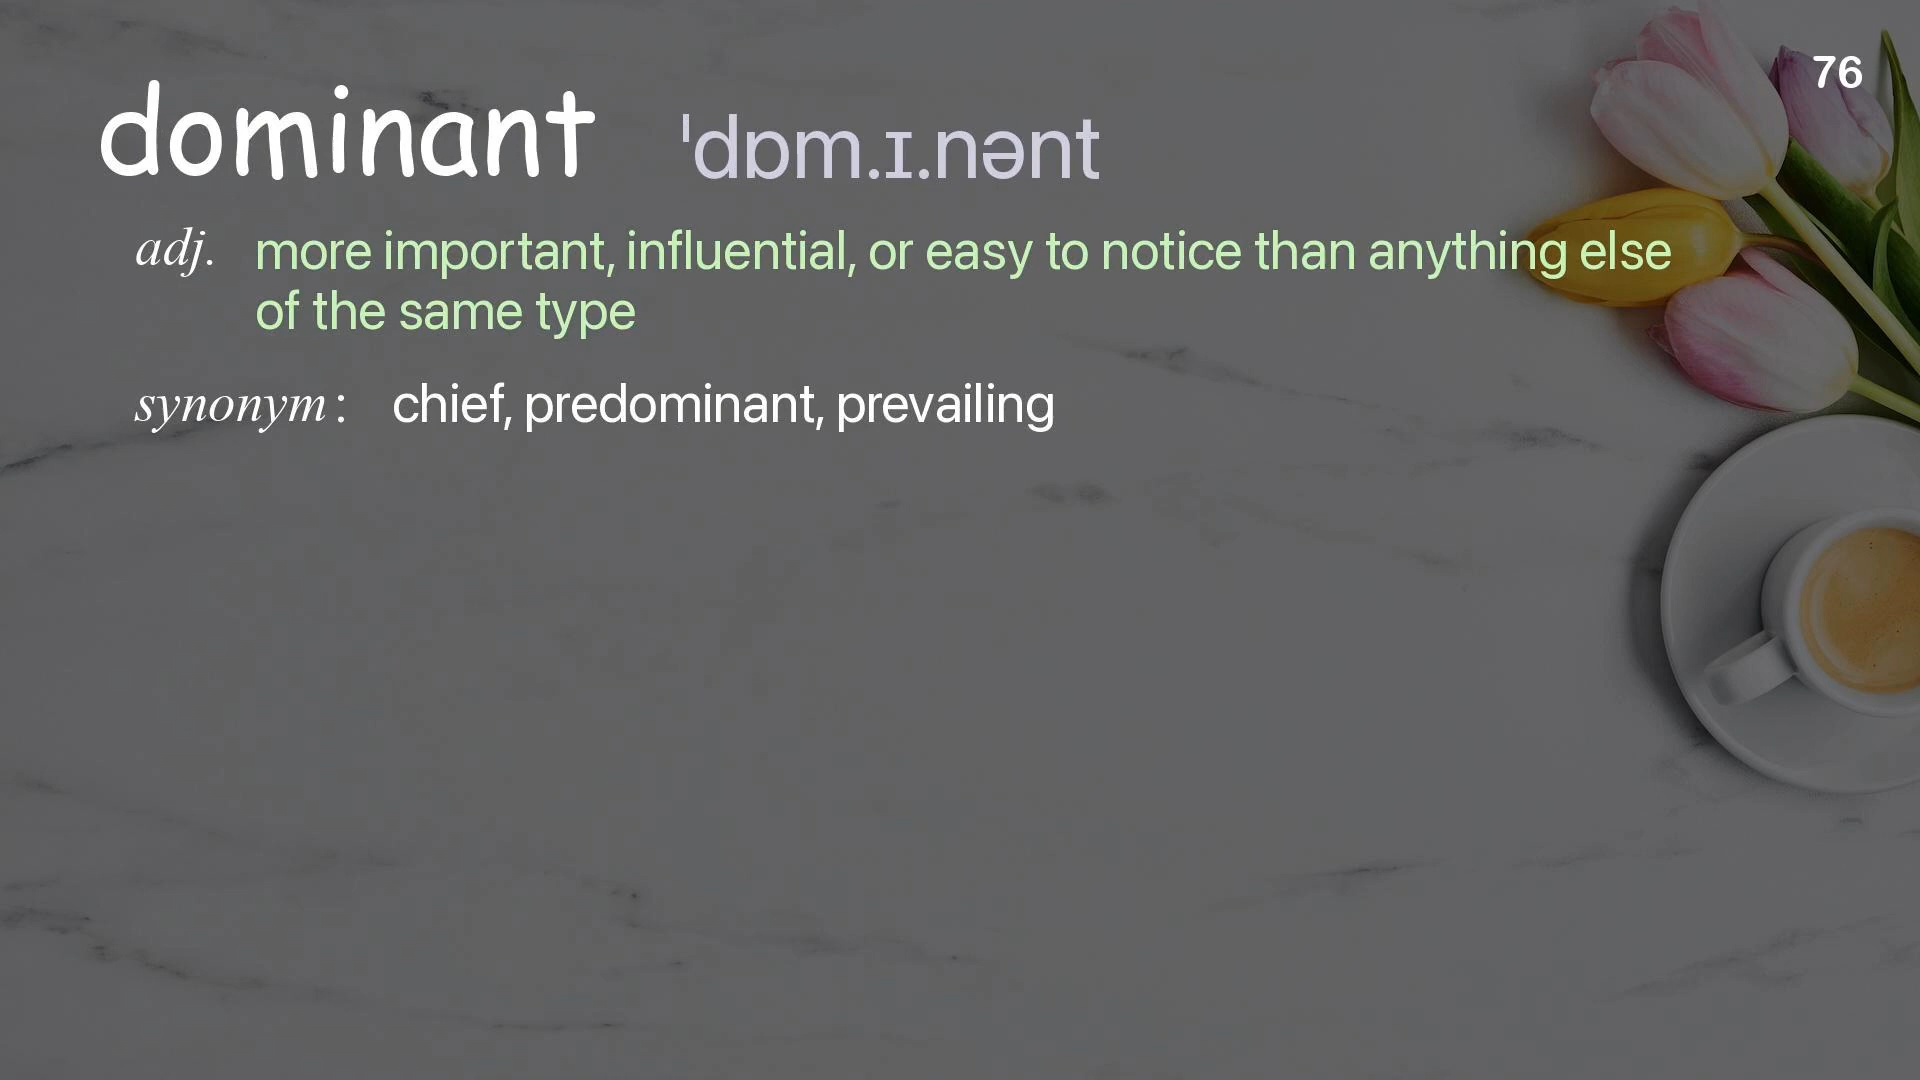 76
dominant ˈdɒm.ɪ.nənt
adj. more important, influential, or easy to notice than anything else
of the same type
synonym: chief, predominant, prevailing